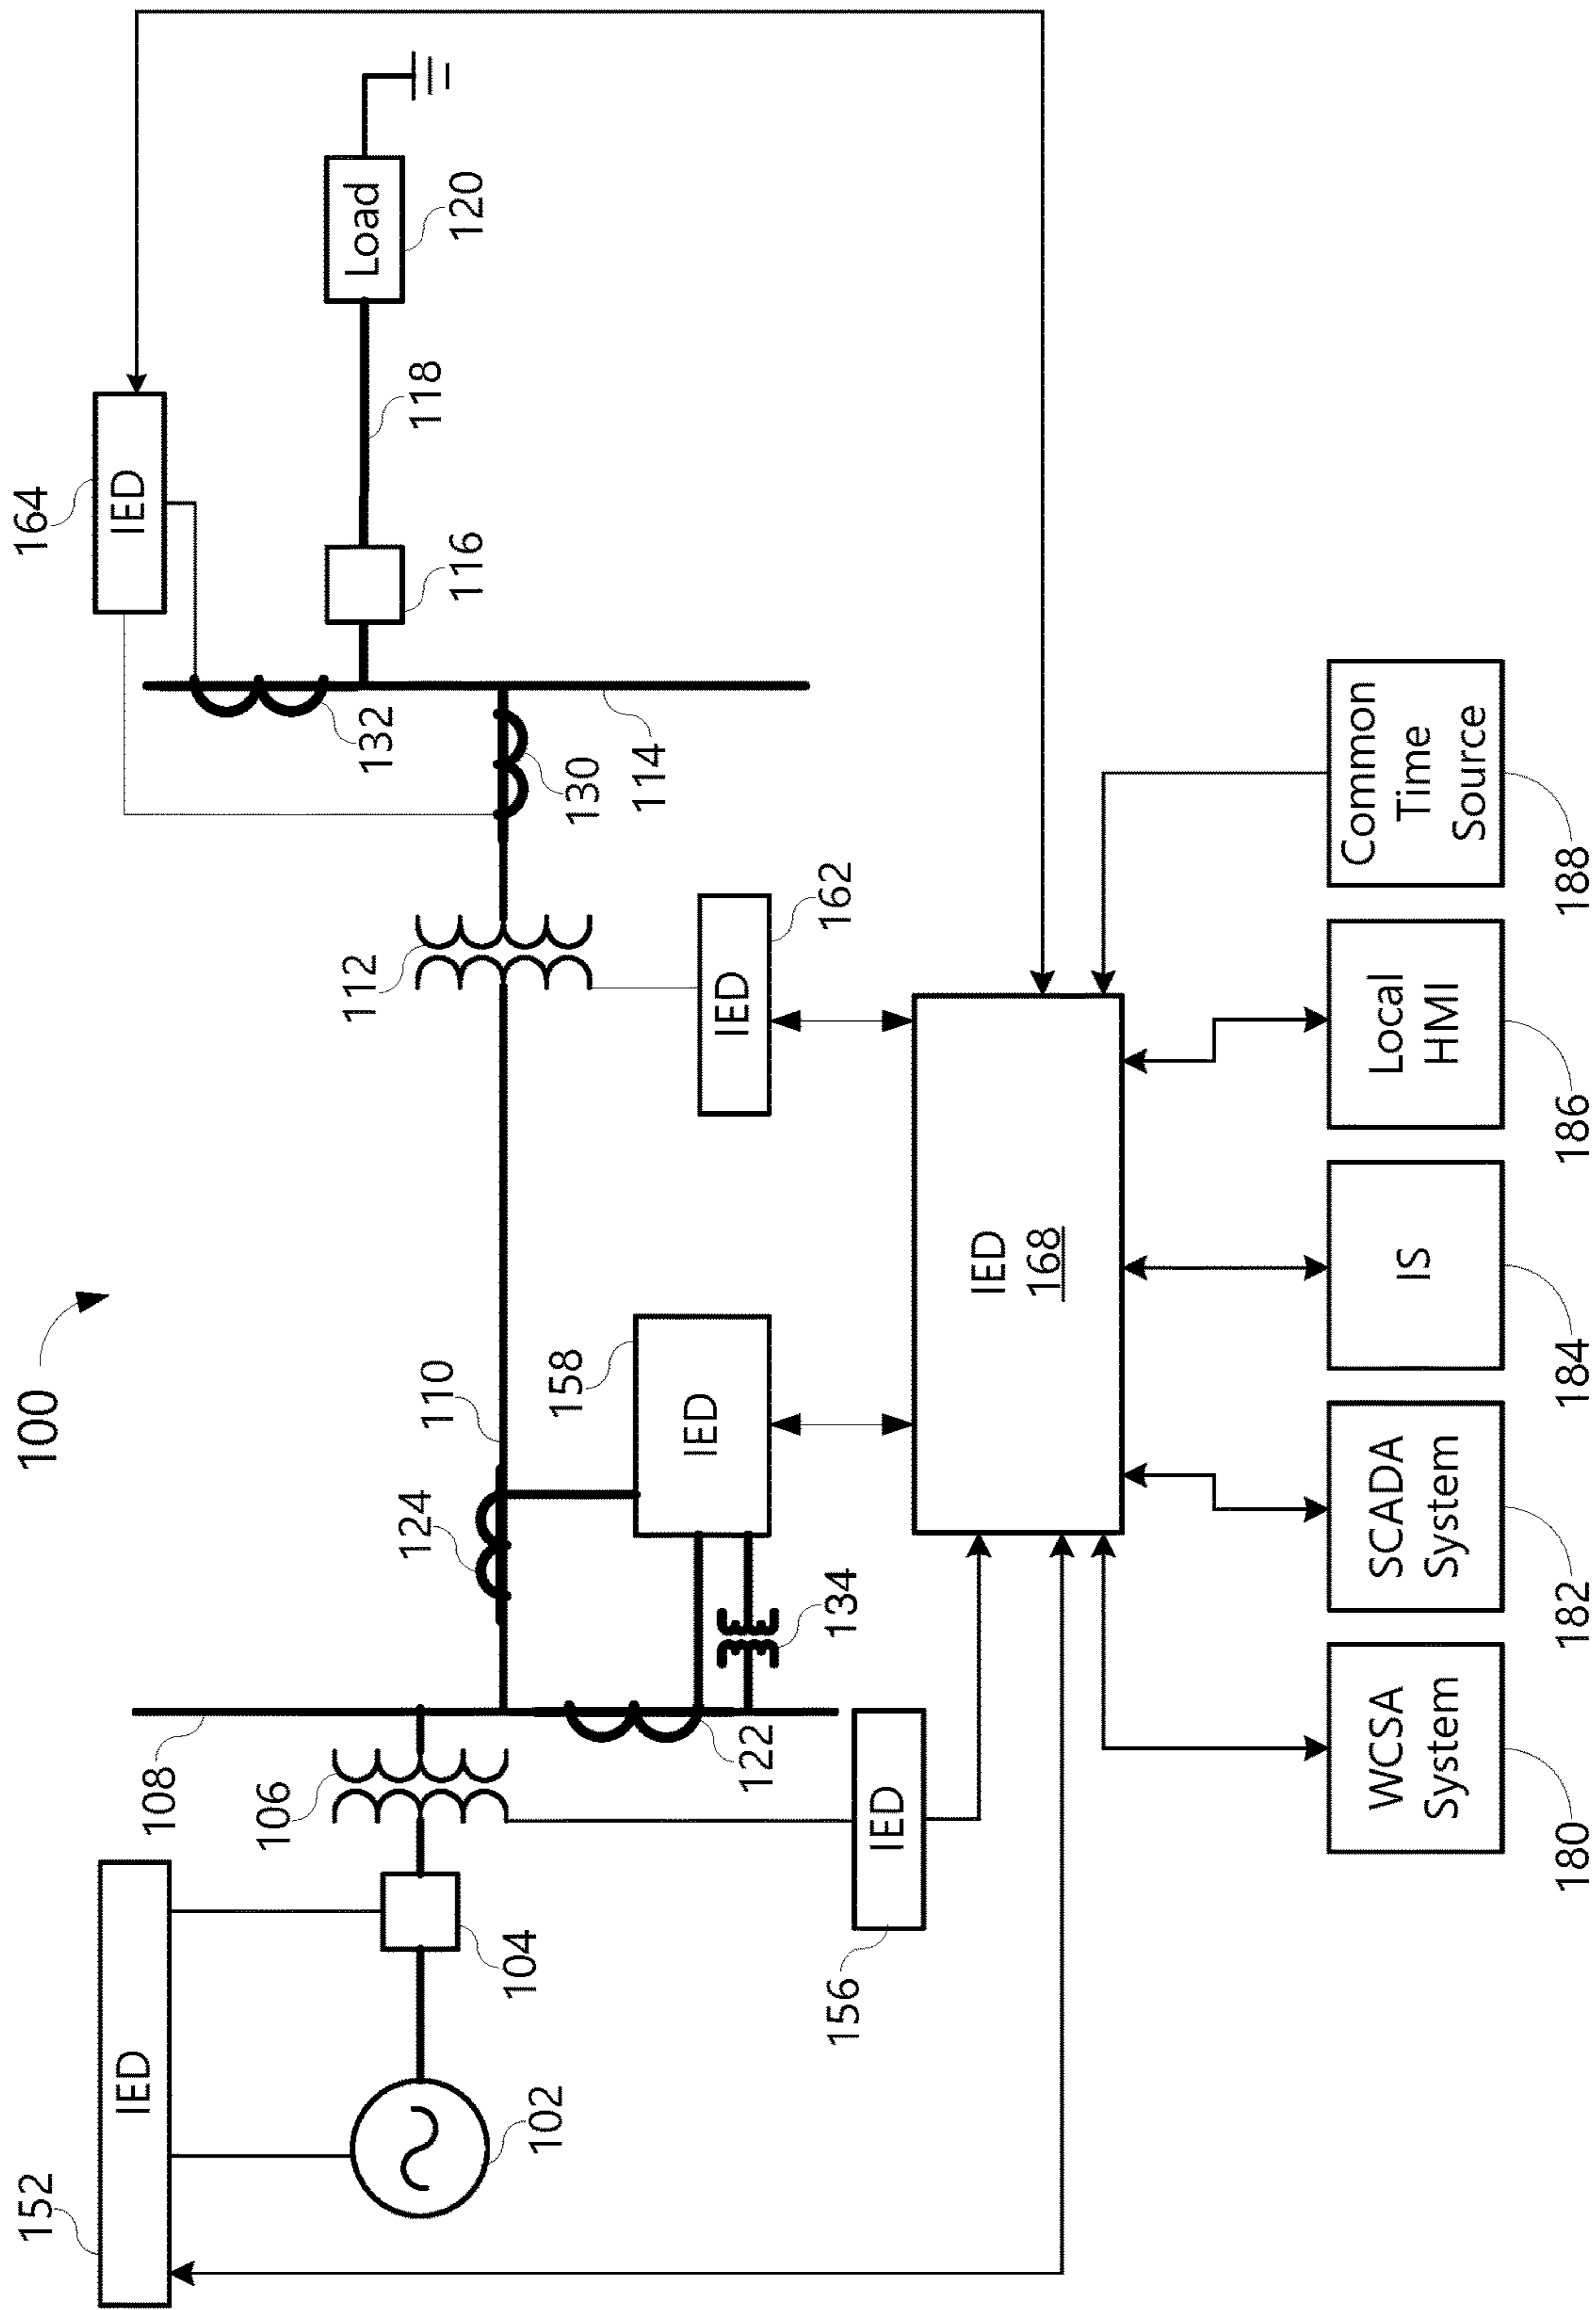 100
152
IED
164
IED
102
104
106
108
110
112
Load
116
118
120
122
124
130
132
114
134
158
IED
162
IED
156
IED
IED
168
WCSA
System
180
SCADA
System
182
IS
184
Local
HMI
186
Common
Time
Source
188